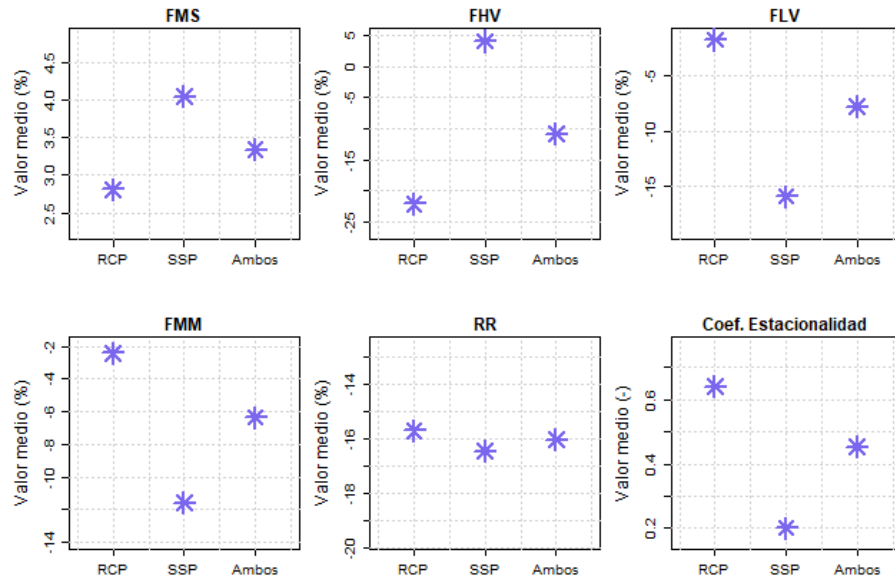 FMS
FHV
FLV
Valor medio (%)
4.5
4.0
3.5
3.0
2.5
RCP SSP Ambos
Valor medio (%)
5
0
-5
-15
-25
RCP SSP Ambos
Valor medio (%)
-5
-10
-15
RCP SSP Ambos
FMM
RR
Coef. Estacionalidad
Valor medio (%)
-2
-4
-6
-8
-10
-14
RCP SSP Ambos
Valor medio (%)
-14
-16
-18
-20
RCP SSP Ambos
Valor medio (-)
0.6
0.4
0.2
RCP SSP Ambos